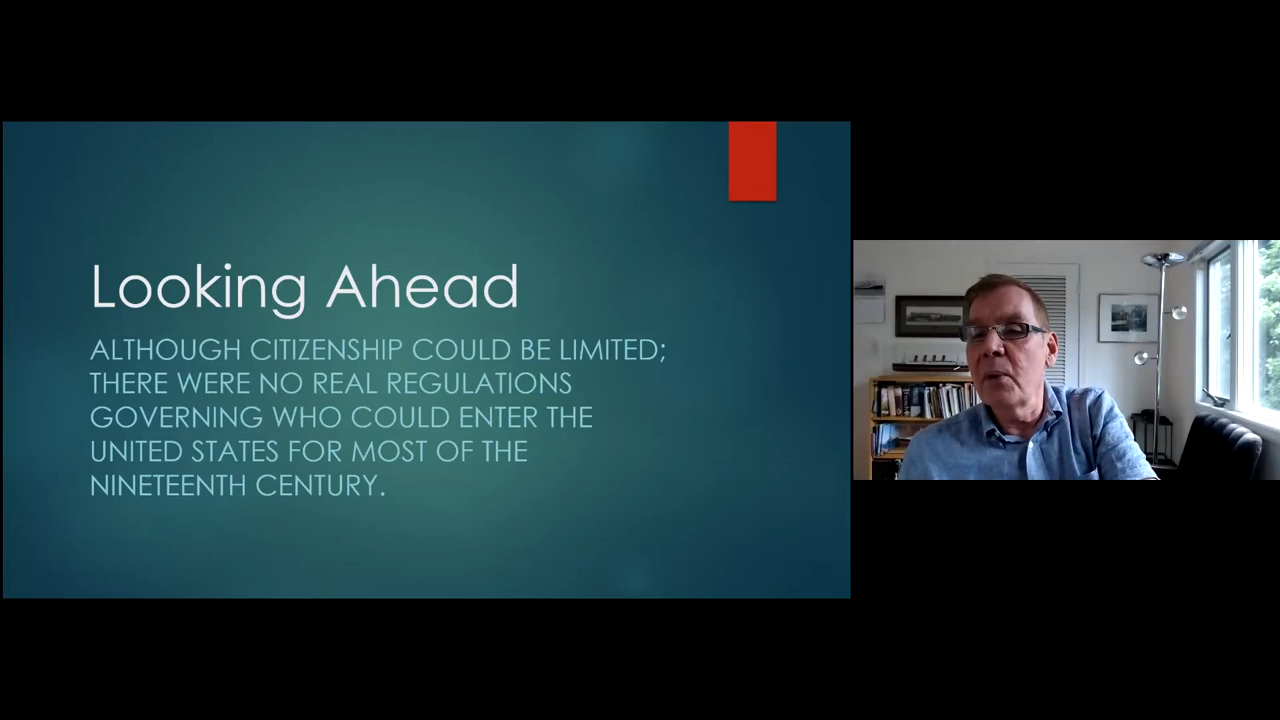 Looking Ahead
ALTHOUGH CITIZENSHIP COULD BE LIMITED;
THERE WERE NO REAL REGULATIONS
GOVERNING WHO COULD ENTER THE
UNITED STATES FOR MOST OF THE
NINETEENTH CENTURY.